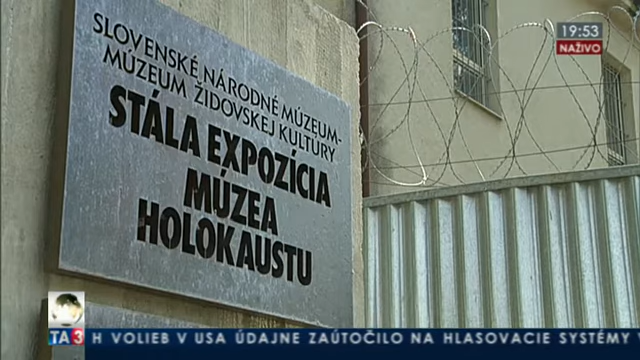 SLOVENSKÉ NÁRODNÉ MÚZEUM-
MÚZEUM ŽIDOVSKEJ KULTÚRY
STÁLA EXPOZÍCIA
MÚZEA
HOLOKAUSTU
19:53
NAŽIVO
TA3 H VOLIEB V USA ÚDAJNE ZAÚTOČILO NA HLASOVACIE SYSTÉMY